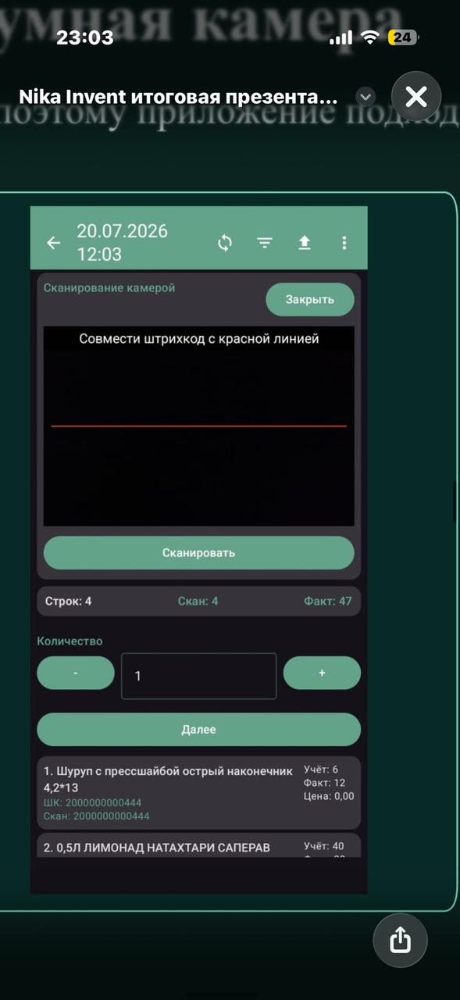 умная камера
23:03
24
Nika Invent итоговая презента...
поэтому приложение подход
20.07.2026
12:03
Сканирование камерой
Закрыть
Совмести штрихкод с красной линией
Сканировать
Строк: 4 Скан: 4 Факт: 47
Количество
- 1 +
Далее
1. Шуруп с прессшайбой острый наконечник
4,2*13
ШК: 2000000000444
Скан: 2000000000444
Учёт: 6
Факт: 12
Цена: 0,00
2. 0,5Л ЛИМОНАД НАТАХТАРИ САПЕРАВ
Учёт: 40